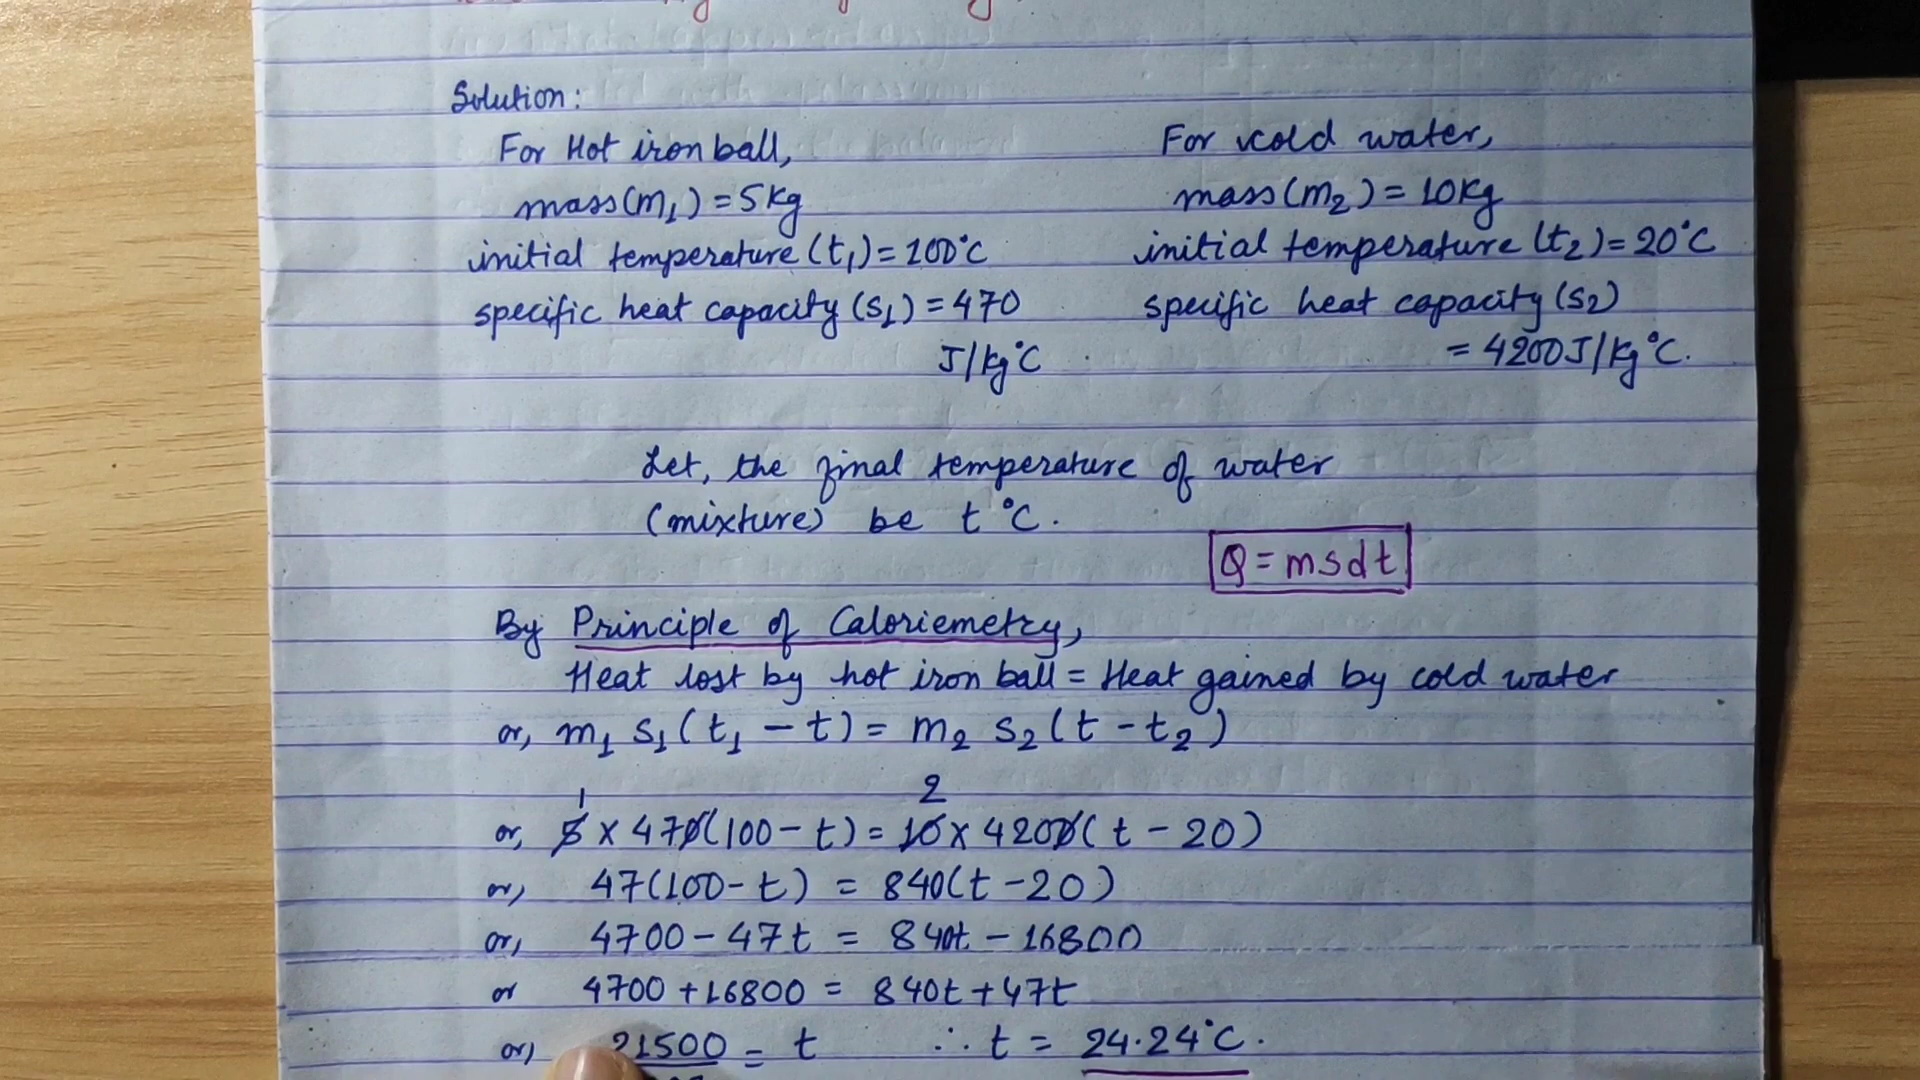 Solution:
For Hot iron ball,
mass (m₁) = 5 Kg
initial temperature (t₁) = 100°C
specific heat capacity (s₁) = 470
J/kg°C
For cold water,
mass (m₂) = 10Kg
initial temperature (t₂) = 20°C
specific heat capacity (s₂)
= 4200J/kg°C.
Let, the final temperature of water
(mixture) be t °C.
Q = msdt
By Principle of Caloriemetry,
Heat lost by hot iron ball = Heat gained by cold water
or, m₁ s₁ (t₁ - t) = m₂ s₂ (t - t₂)
1 2
or, 5 x 470(100 - t) = 10 x 4200(t - 20)
or, 47(100 - t) = 840(t - 20)
or, 4700 - 47t = 840t - 16800
or 4700 + 16800 = 840t + 47t
or, 21500 = t ∴ t = 24.24°C.